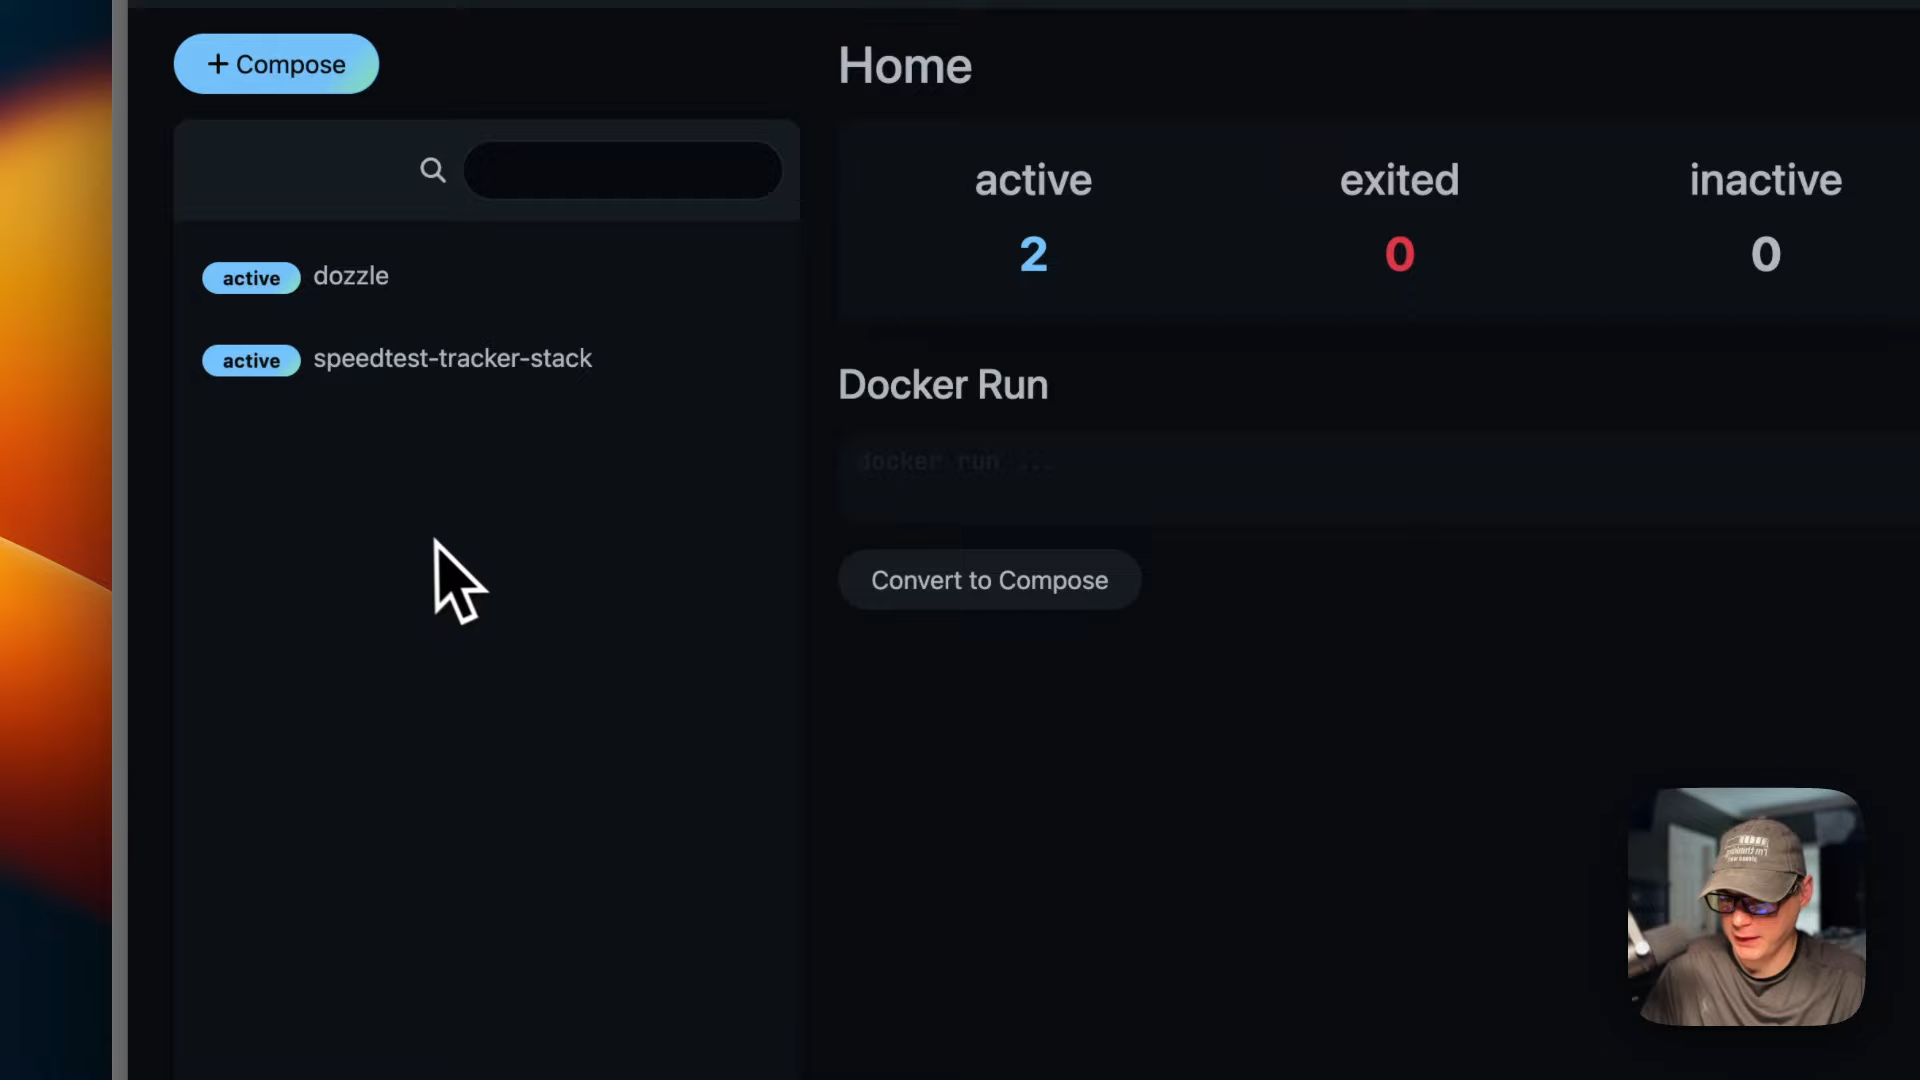 + Compose
Home
active
exited
inactive
2
0
0
active dozzle
active speedtest-tracker-stack
Docker Run
docker run ...
Convert to Compose